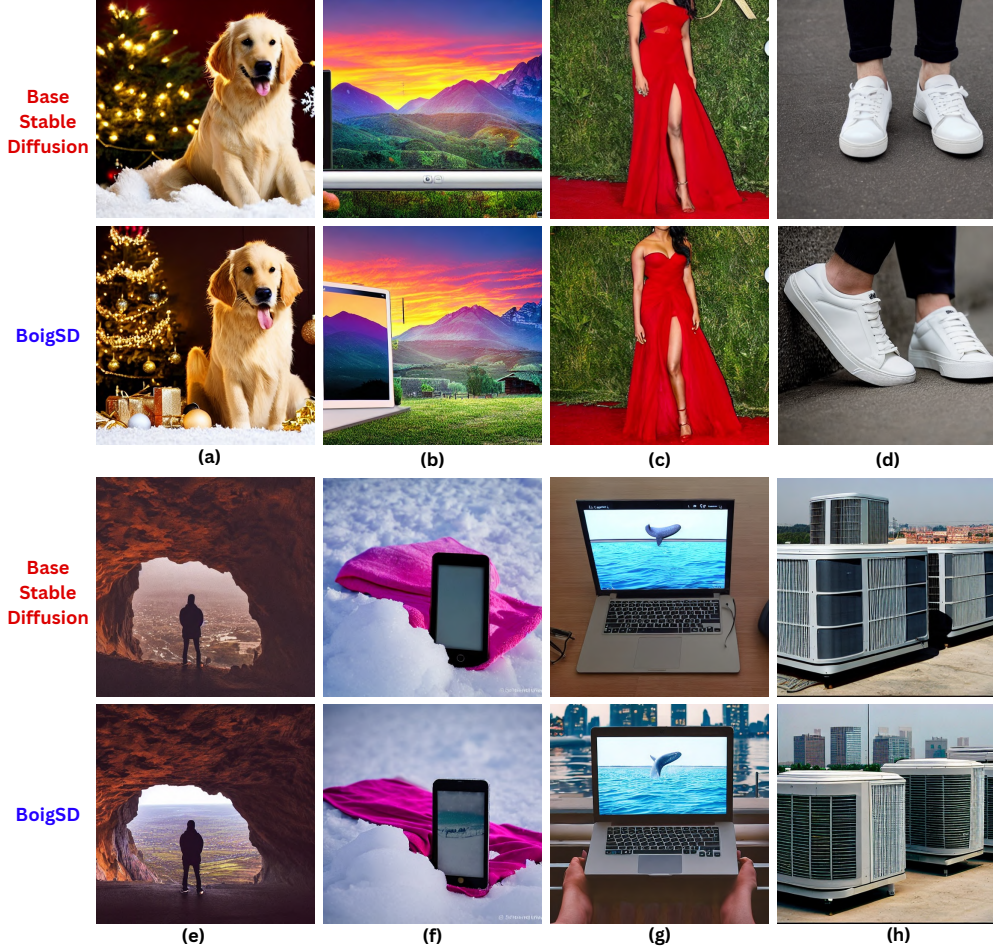 Base
Stable
Diffusion
BoigSD
(a)
(b)
(c)
(d)
Base
Stable
Diffusion
BoigSD
(e)
(f)
(g)
(h)